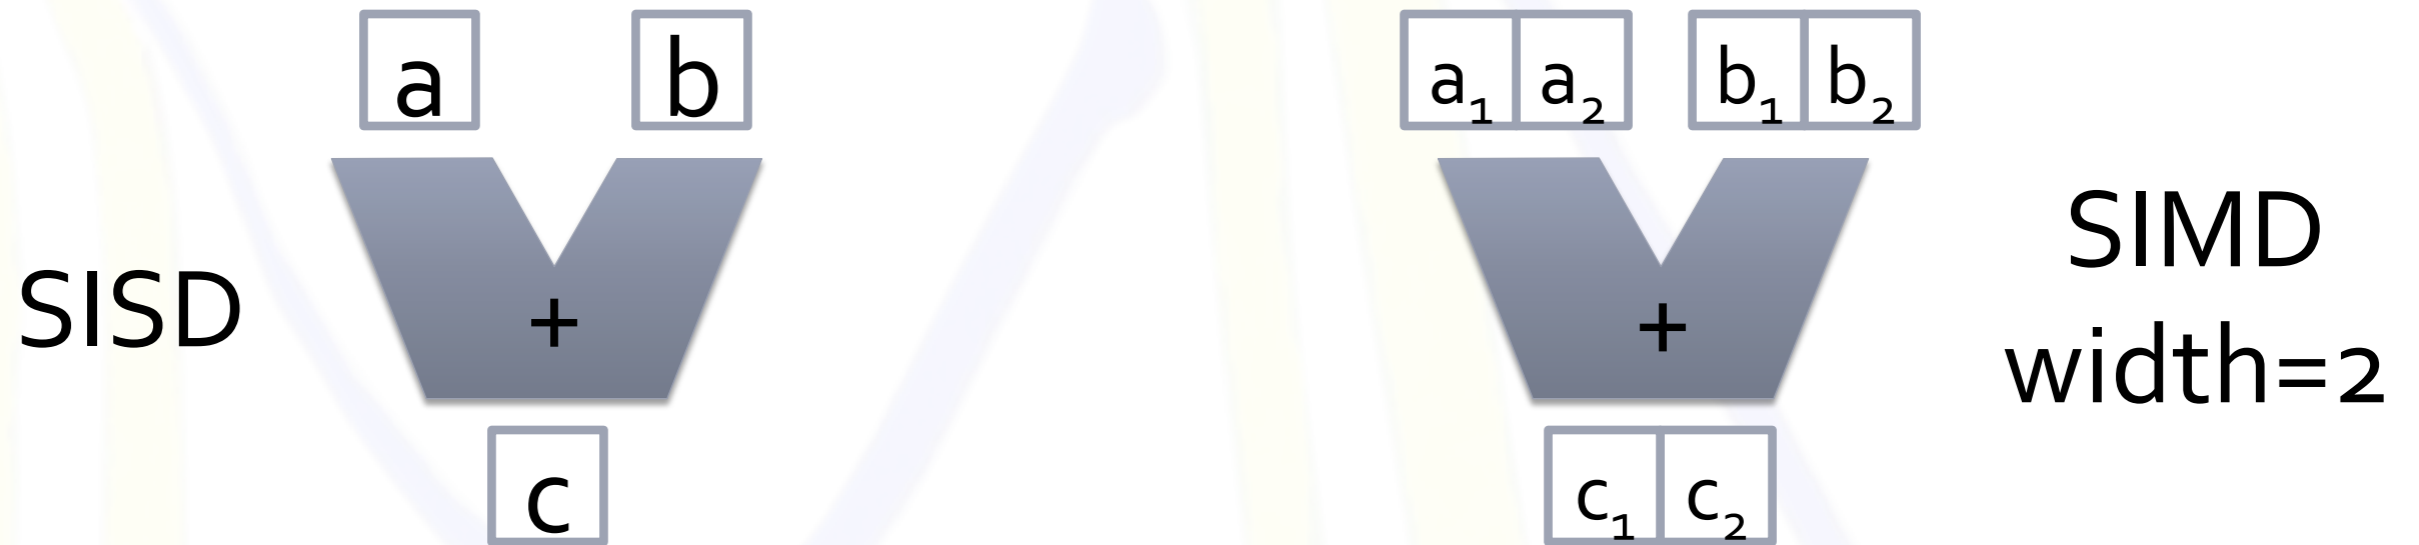 a b
SISD
+
c
a₁ a₂ b₁ b₂
+
c₁ c₂
SIMD
width=2